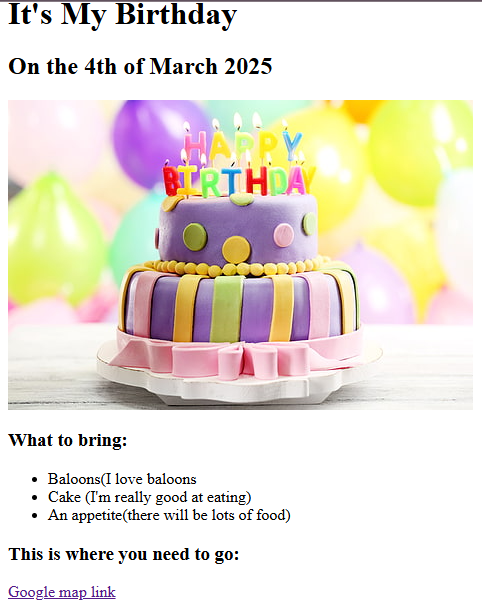 It's My Birthday
On the 4th of March 2025
HAPPY
BIRTHDAY
What to bring:
Baloons(I love baloons
Cake (I'm really good at eating)
An appetite(there will be lots of food)
This is where you need to go:
Google map link